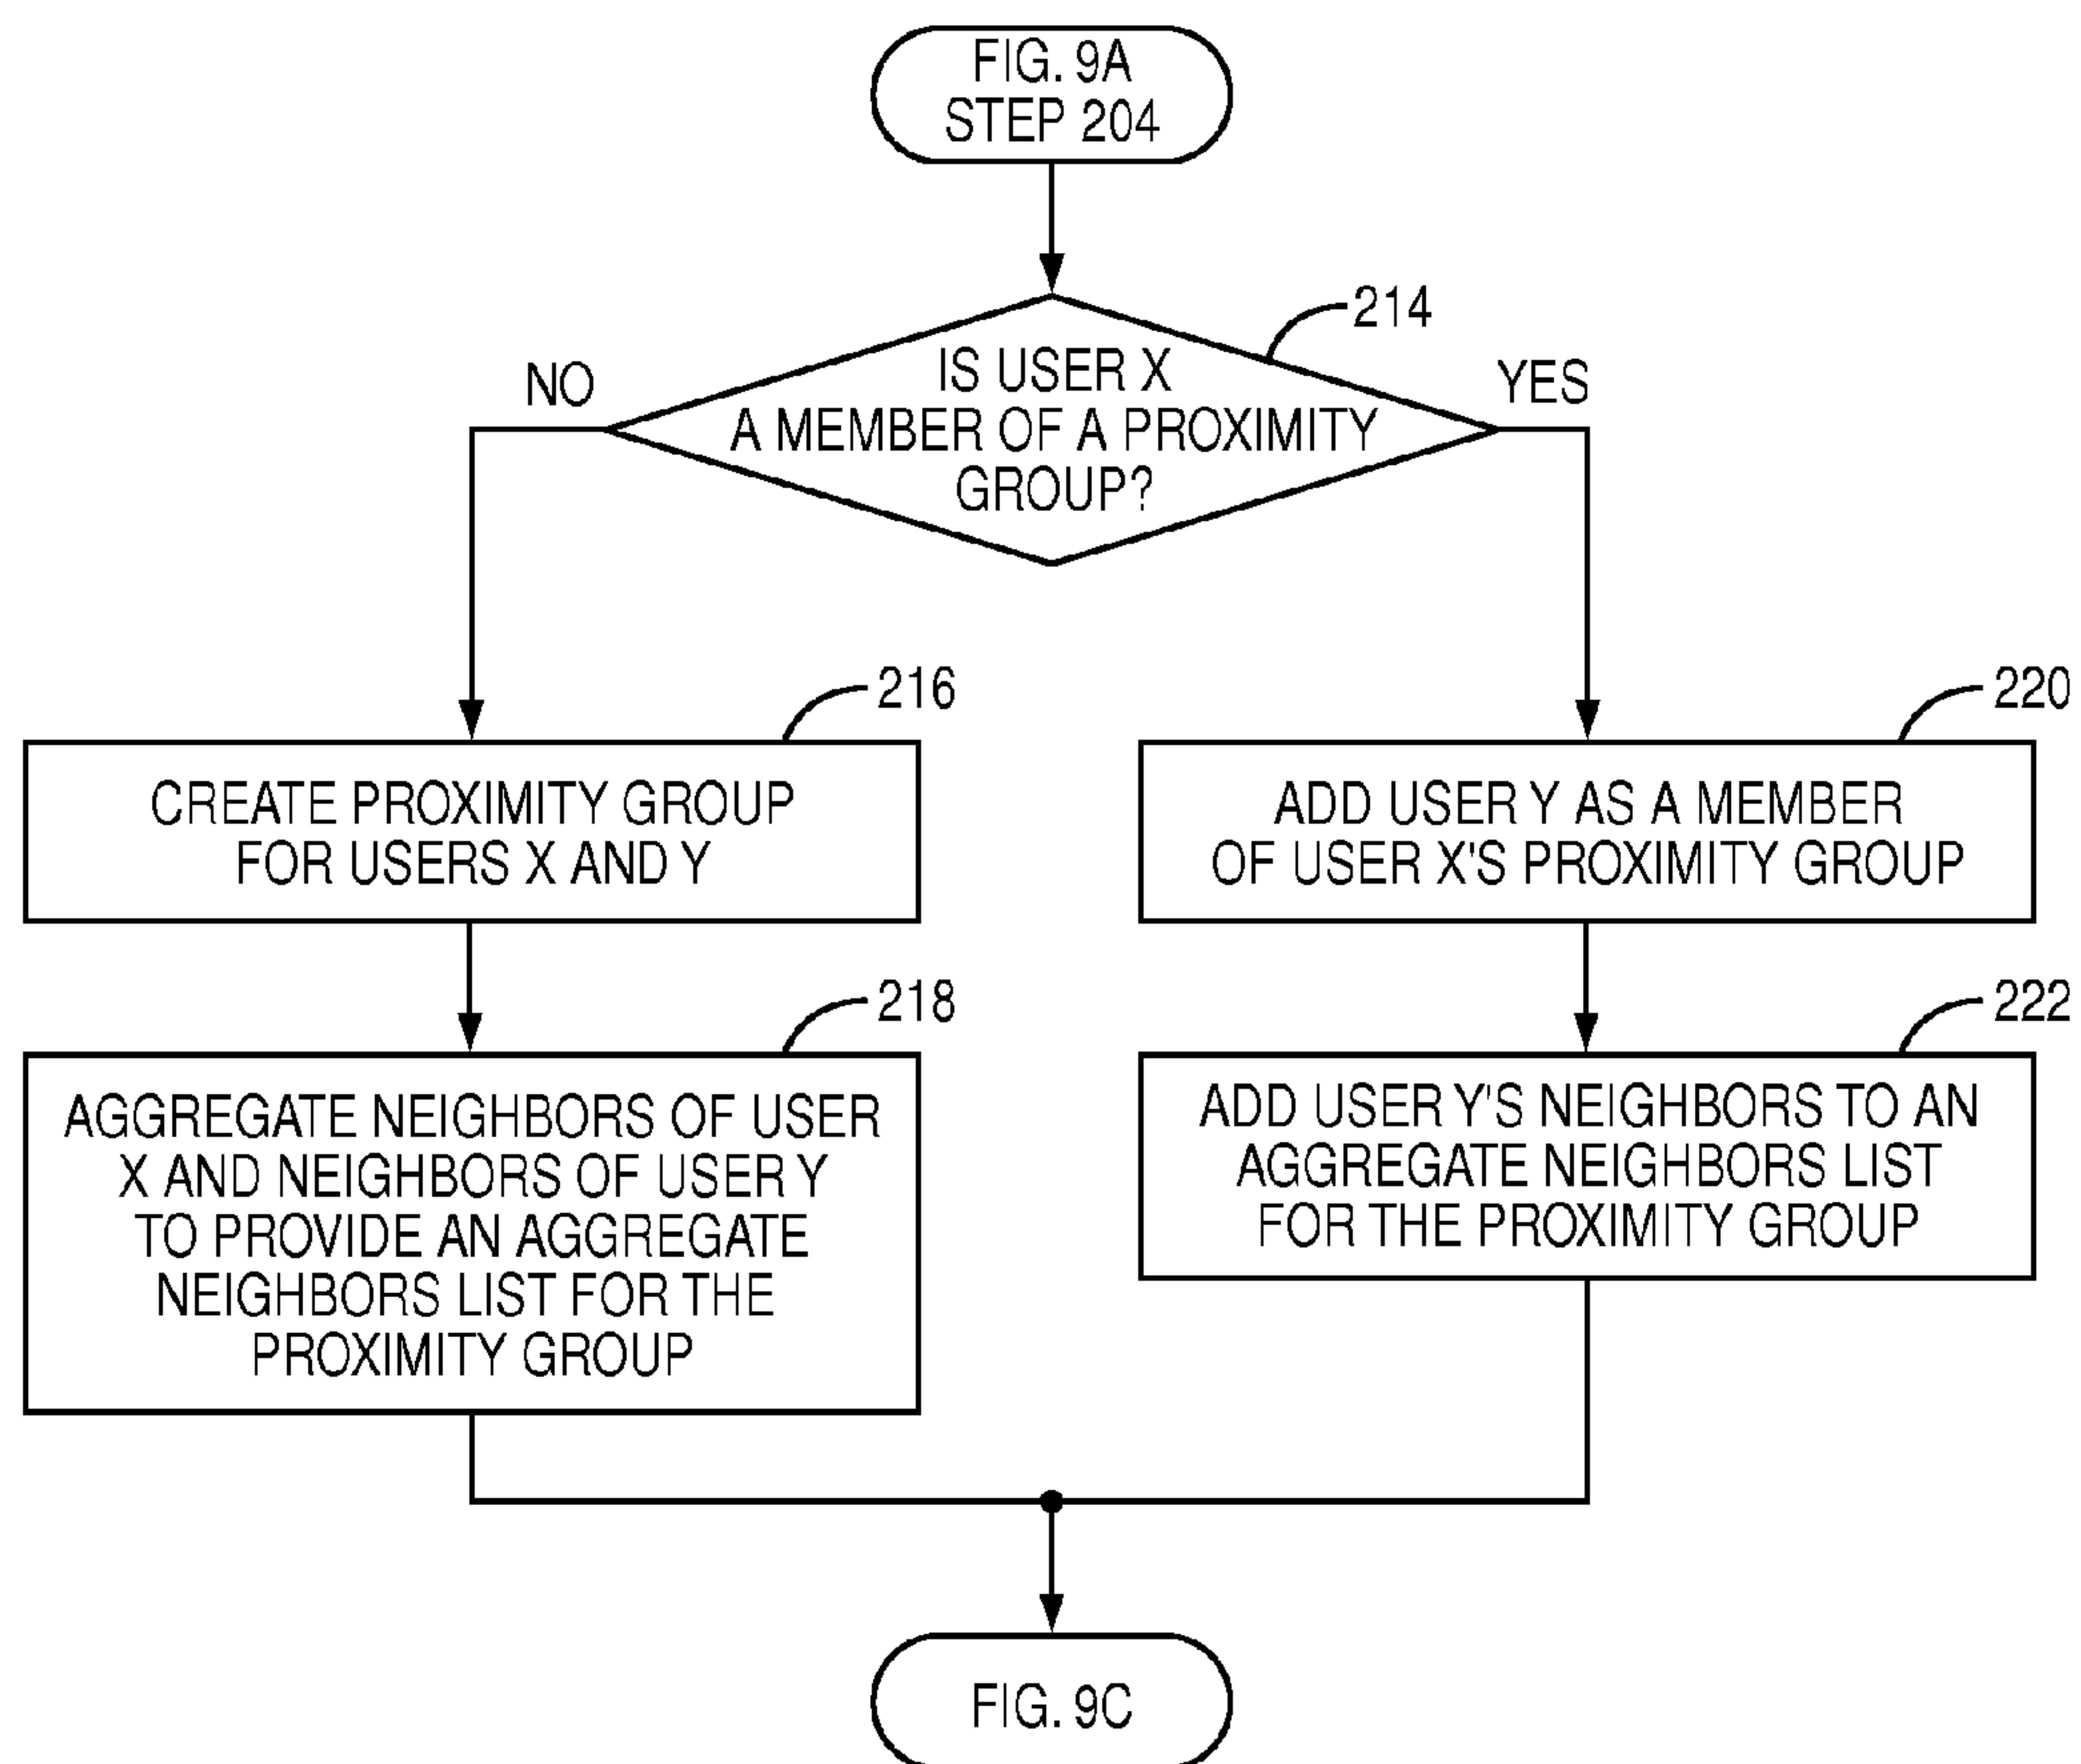 FIG. 9A
STEP 204
214
NO
IS USER X
A MEMBER OF A PROXIMITY
GROUP?
YES
216
CREATE PROXIMITY GROUP
FOR USERS X AND Y
220
ADD USER Y AS A MEMBER
OF USER X'S PROXIMITY GROUP
218
AGGREGATE NEIGHBORS OF USER
X AND NEIGHBORS OF USER Y
TO PROVIDE AN AGGREGATE
NEIGHBORS LIST FOR THE
PROXIMITY GROUP
222
ADD USER Y'S NEIGHBORS TO AN
AGGREGATE NEIGHBORS LIST
FOR THE PROXIMITY GROUP
FIG. 9C